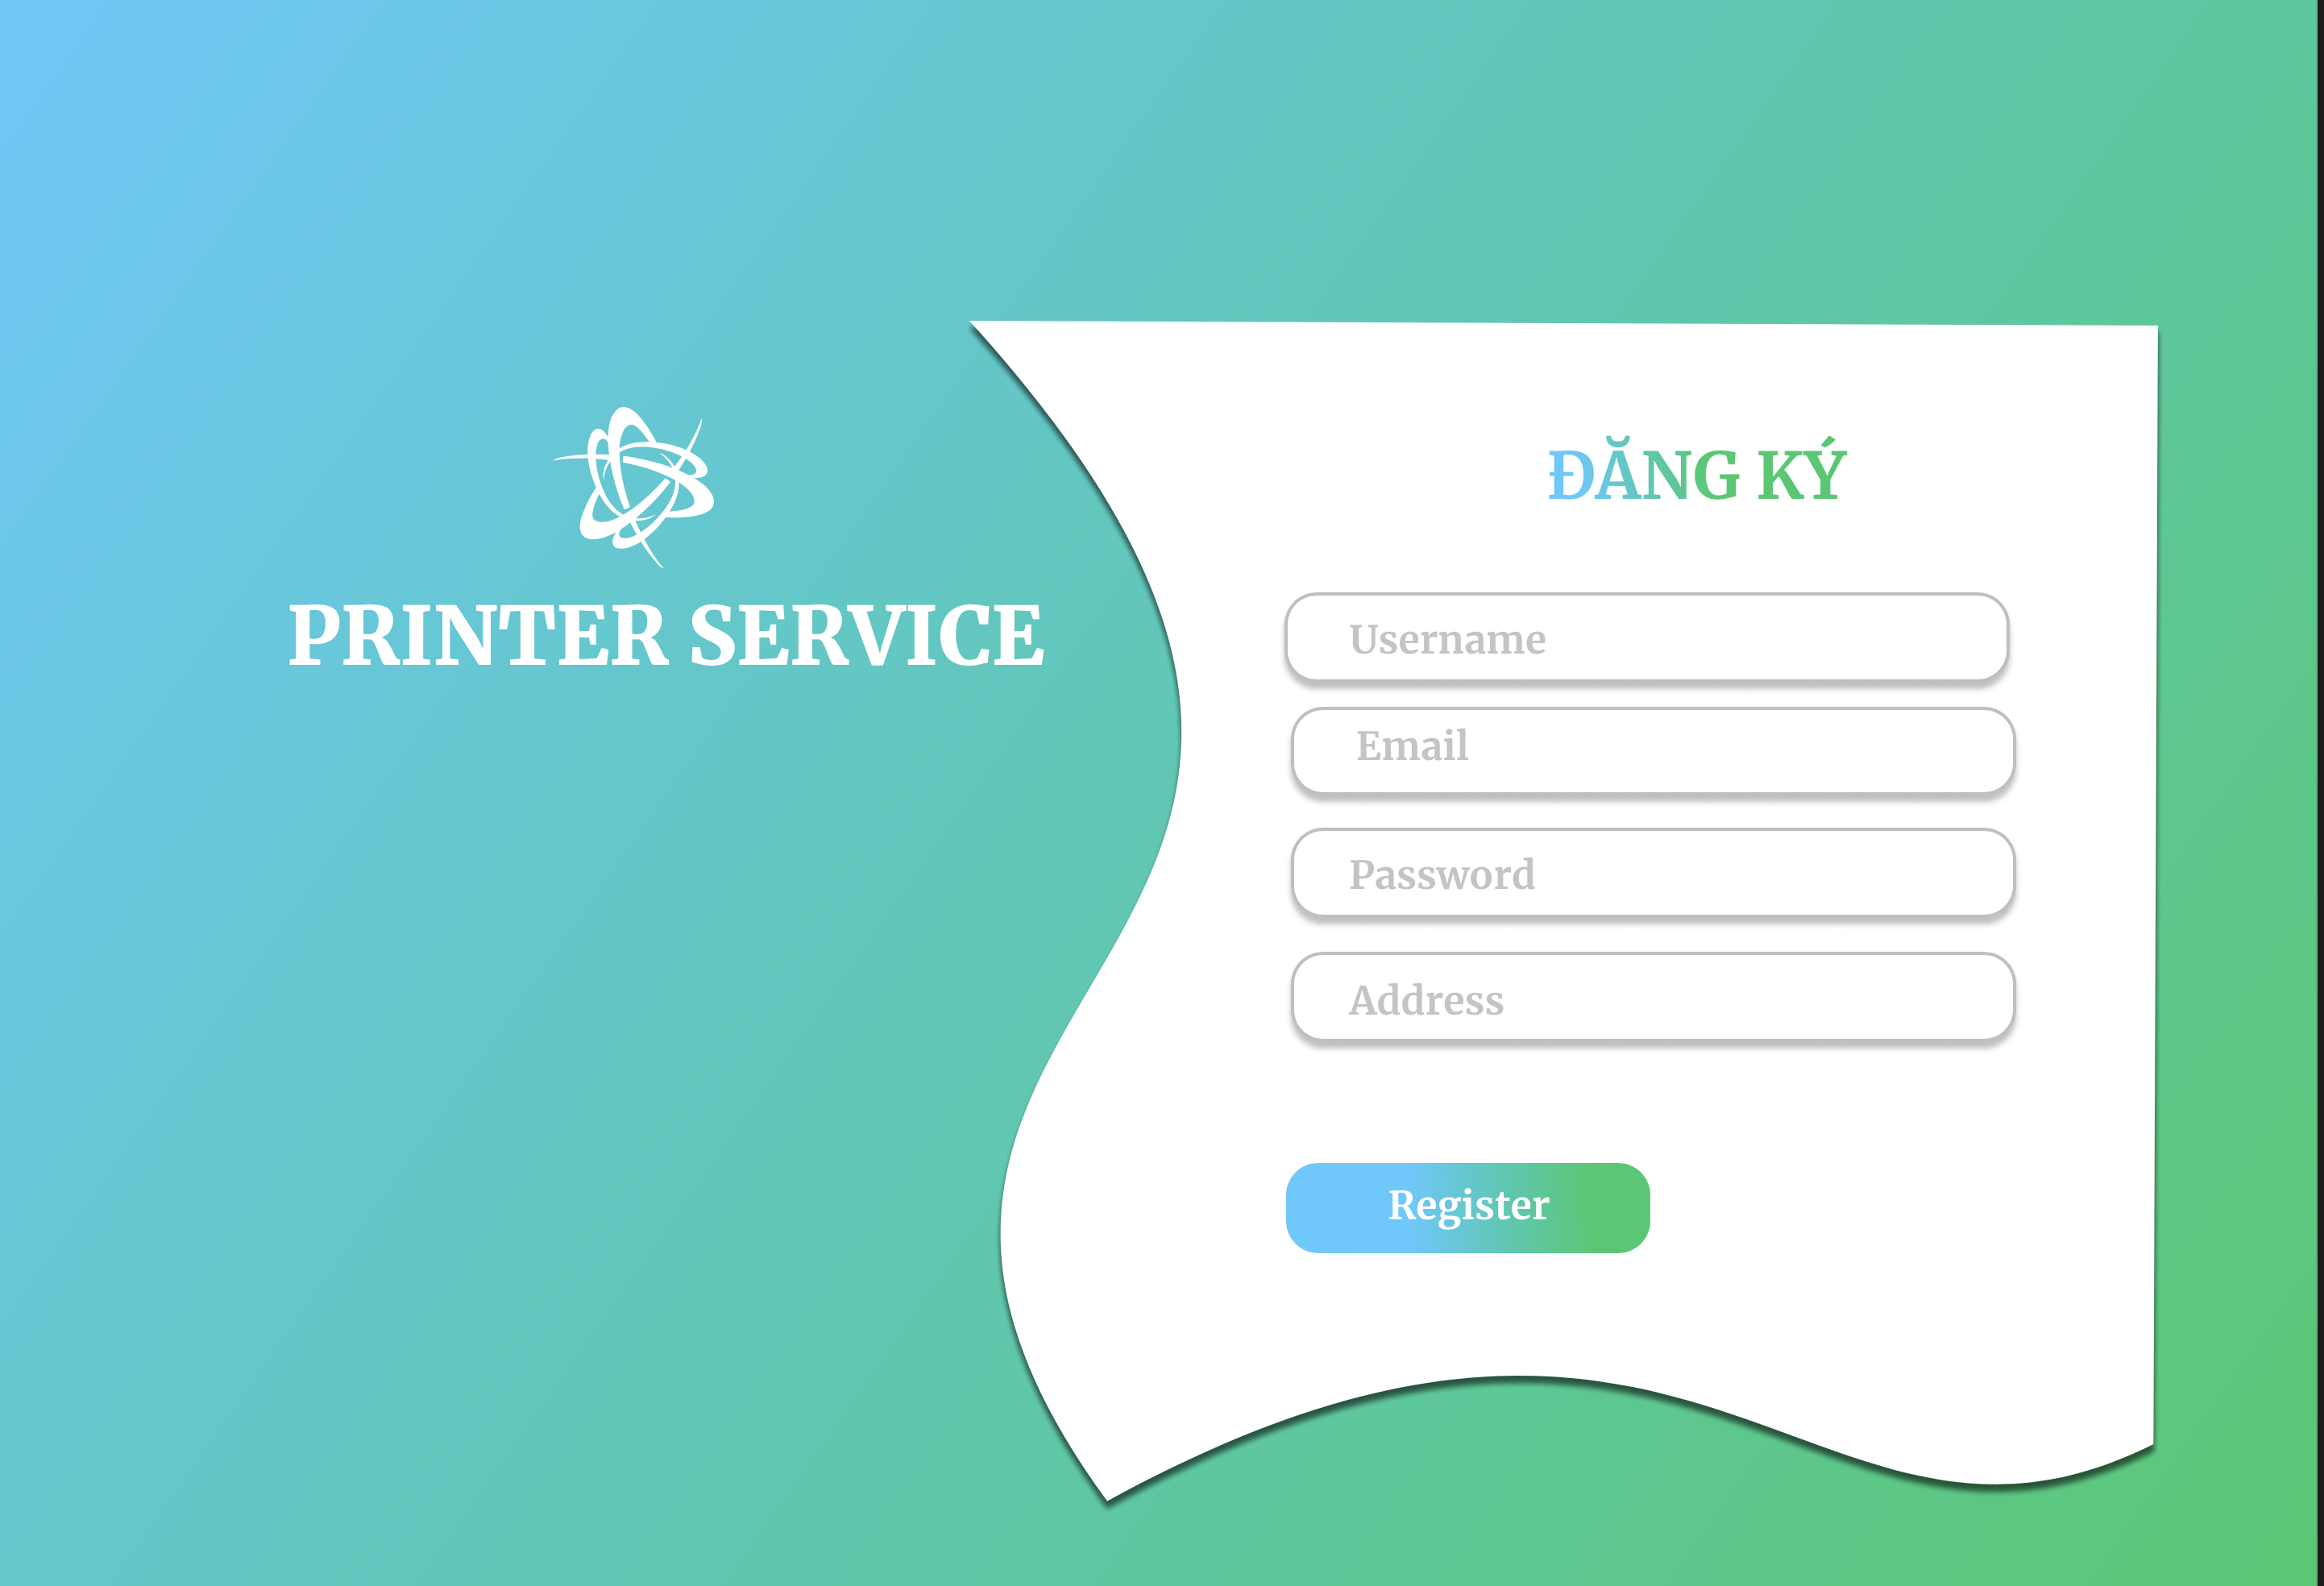 PRINTER SERVICE
ĐĂNG KÝ
Username
Email
Password
Address
Register